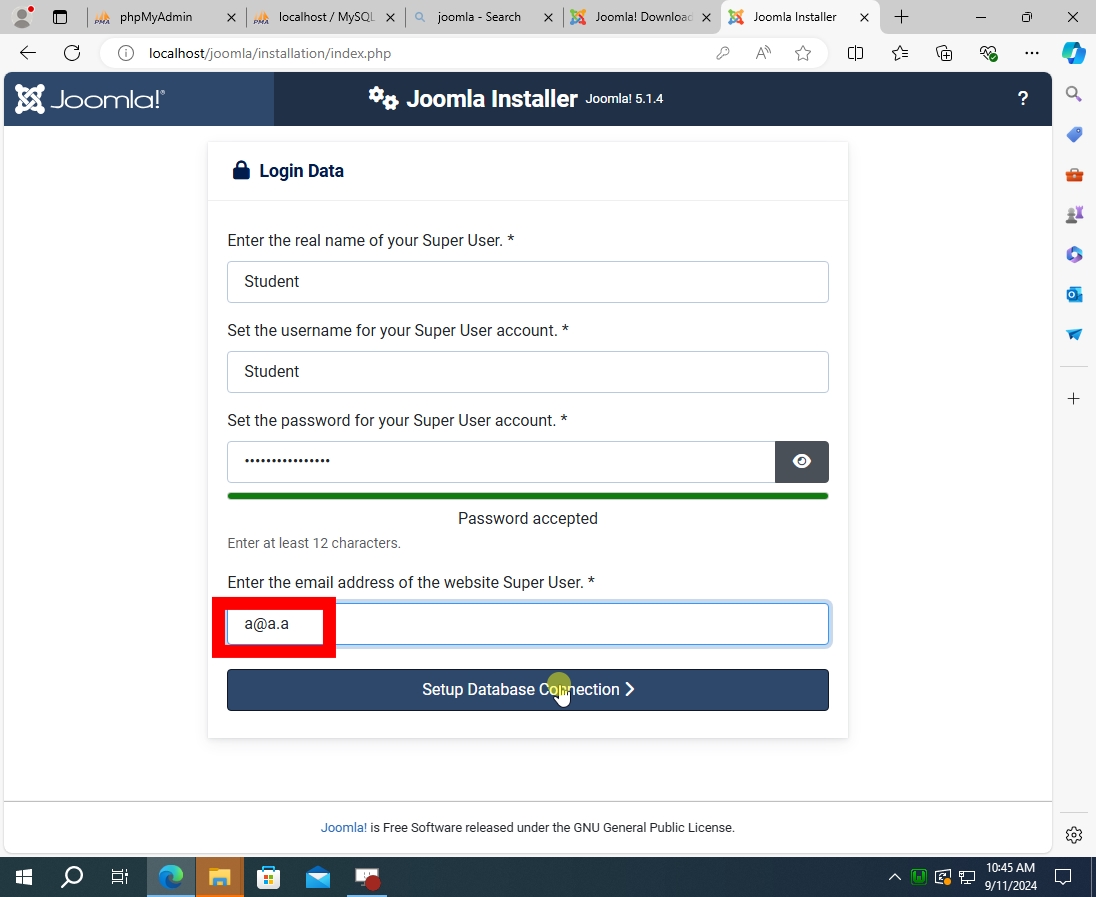 phpMyAdmin
localhost / MySQL
joomla - Search
Joomla! Download
Joomla Installer
localhost/joomla/installation/index.php
Joomla!®
Joomla Installer Joomla! 5.1.4
?
Login Data
Enter the real name of your Super User. *
Student
Set the username for your Super User account. *
Student
Set the password for your Super User account. *
••••••••••••••••
Password accepted
Enter at least 12 characters.
Enter the email address of the website Super User. *
a@a.a
Setup Database Connection
Joomla! is Free Software released under the GNU General Public License.
10:45 AM
9/11/2024